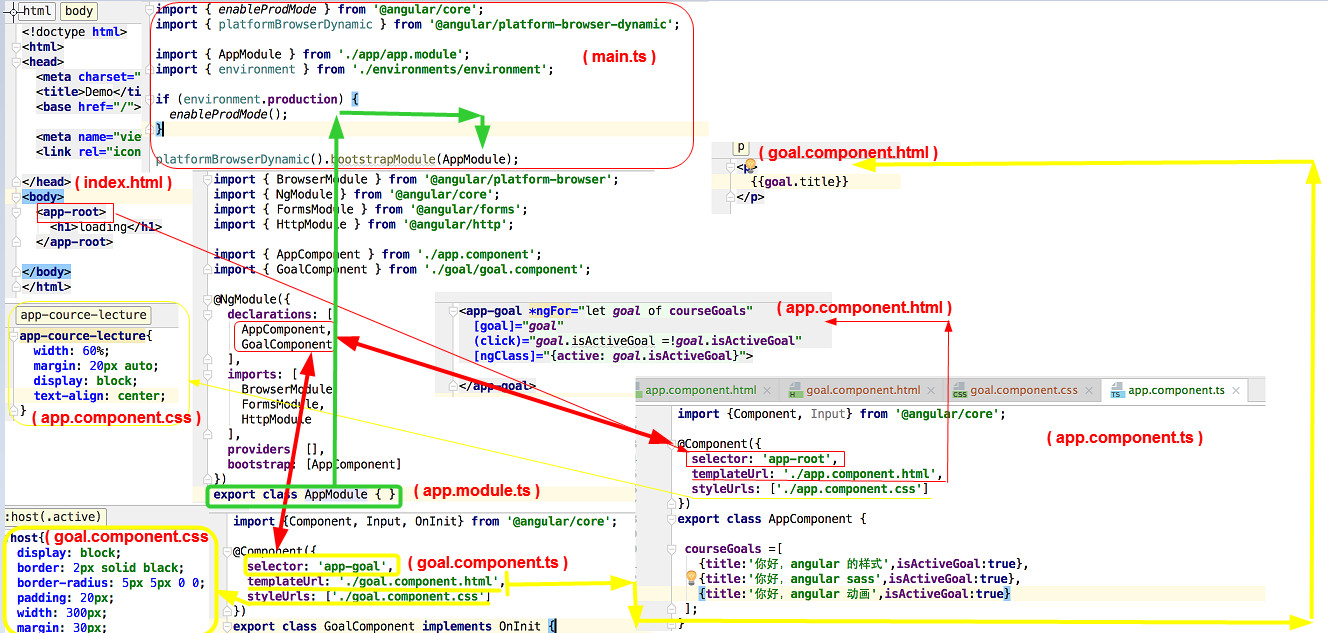 html body
<!doctype html>
<html>
<head>
<meta charset="
<title>Demo</ti
<base href="/">
<meta name="vie
<link rel="icon
</head> ( index.html )
<body>
<app-root>
<h1>loading</h1>
</app-root>
</body>
</html>
import { enableProdMode } from '@angular/core';
import { platformBrowserDynamic } from '@angular/platform-browser-dynamic';
import { AppModule } from './app/app.module';
( main.ts )
import { environment } from './environments/environment';
if (environment.production) {
enableProdMode();
}
platformBrowserDynamic().bootstrapModule(AppModule);
p
( goal.component.html )
<p>
{{goal.title}}
</p>
import { BrowserModule } from '@angular/platform-browser';
import { NgModule } from '@angular/core';
import { FormsModule } from '@angular/forms';
import { HttpModule } from '@angular/http';
import { AppComponent } from './app.component';
import { GoalComponent } from './goal/goal.component';
@NgModule({
declarations: [
AppComponent,
GoalComponent
],
imports: [
BrowserModule
FormsModule,
HttpModule
],
providers: [],
bootstrap: [AppComponent]
})
export class AppModule { }
( app.module.ts )
<app-goal *ngFor="let goal of courseGoals"
( app.component.html )
[goal]="goal"
(click)="goal.isActiveGoal =!goal.isActiveGoal"
[ngClass]="{active: goal.isActiveGoal}">
</app-goal>
app-cource-lecture
app-cource-lecture{
width: 60%;
margin: 20px auto;
display: block;
text-align: center;
}
( app.component.css )
app.component.html goal.component.html goal.component.css app.component.ts
import {Component, Input} from '@angular/core';
( app.component.ts )
@Component({
selector: 'app-root',
templateUrl: './app.component.html',
styleUrls: ['./app.component.css']
})
export class AppComponent {
courseGoals =[
{title:'你好，angular 的样式',isActiveGoal:true},
{title:'你好，angular sass',isActiveGoal:true},
{title:'你好，angular 动画',isActiveGoal:true}
];
}
:host(.active)
host{ ( goal.component.css
display: block;
border: 2px solid black;
border-radius: 5px 5px 0 0;
padding: 20px;
width: 300px;
margin: 30px;
import {Component, Input, OnInit} from '@angular/core';
@Component({
( goal.component.ts )
selector: 'app-goal',
templateUrl: './goal.component.html',
styleUrls: ['./goal.component.css']
})
export class GoalComponent implements OnInit {